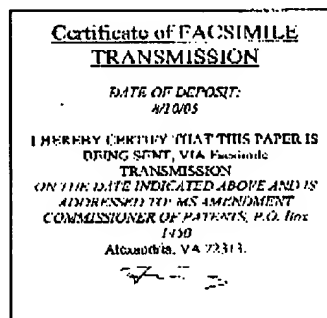 Certificate of FACSIMILE
TRANSMISSION
DATE OF DEPOSIT:
8/10/05
I HEREBY CERTIFY THAT THIS PAPER IS
BEING SENT, VIA Facsimile
TRANSMISSION
ON THE DATE INDICATED ABOVE AND IS
ADDRESSED TO: MS AMENDMENT
COMMISSIONER OF PATENTS, P.O. Box
1450
Alexandria, VA 22313.